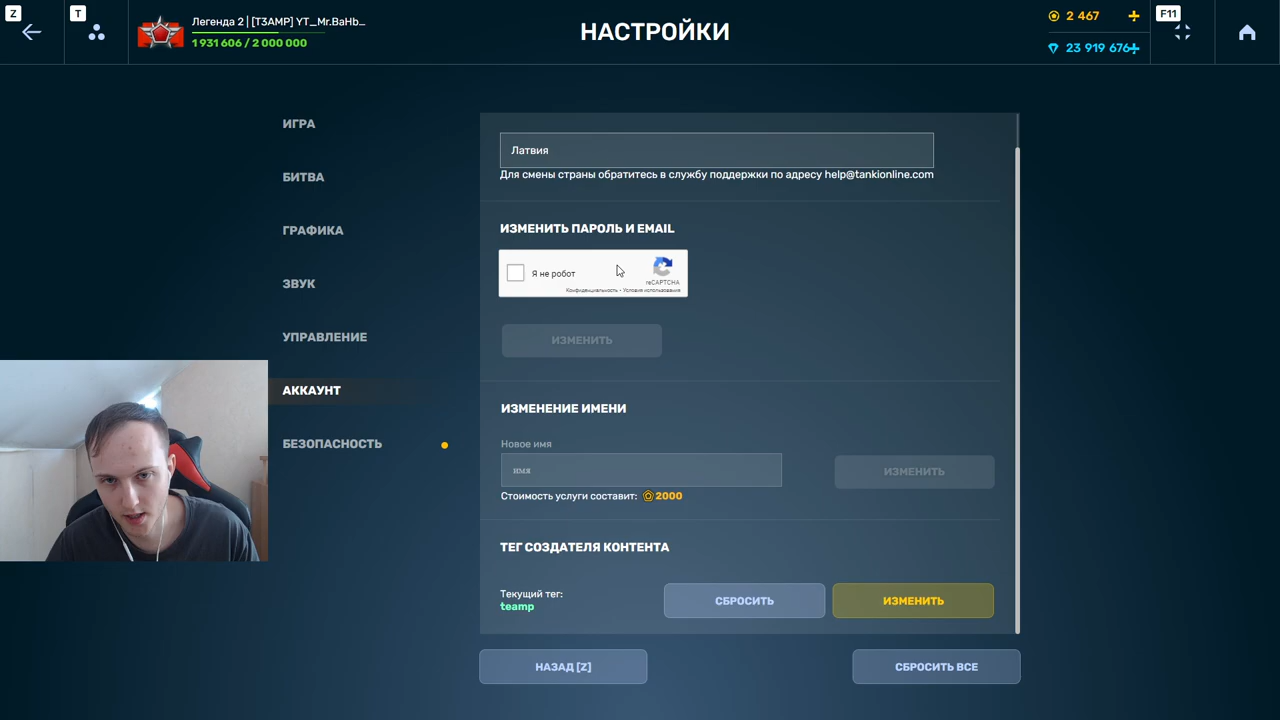 Z
T
Легенда 2 | [T3AMP] YT_Mr.BaHb...
1 931 606 / 2 000 000
НАСТРОЙКИ
2 467
23 919 676
F11
ИГРА
БИТВА
ГРАФИКА
ЗВУК
УПРАВЛЕНИЕ
АККАУНТ
БЕЗОПАСНОСТЬ
Латвия
Для смены страны обратитесь в службу поддержки по адресу help@tankionline.com
ИЗМЕНИТЬ ПАРОЛЬ И EMAIL
Я не робот
reCAPTCHA
Конфиденциальность - Условия использования
ИЗМЕНИТЬ
ИЗМЕНЕНИЕ ИМЕНИ
Новое имя
имя
ИЗМЕНИТЬ
Стоимость услуги составит: 2000
ТЕГ СОЗДАТЕЛЯ КОНТЕНТА
Текущий тег:
teamp
СБРОСИТЬ
ИЗМЕНИТЬ
НАЗАД [Z]
СБРОСИТЬ ВСЕ